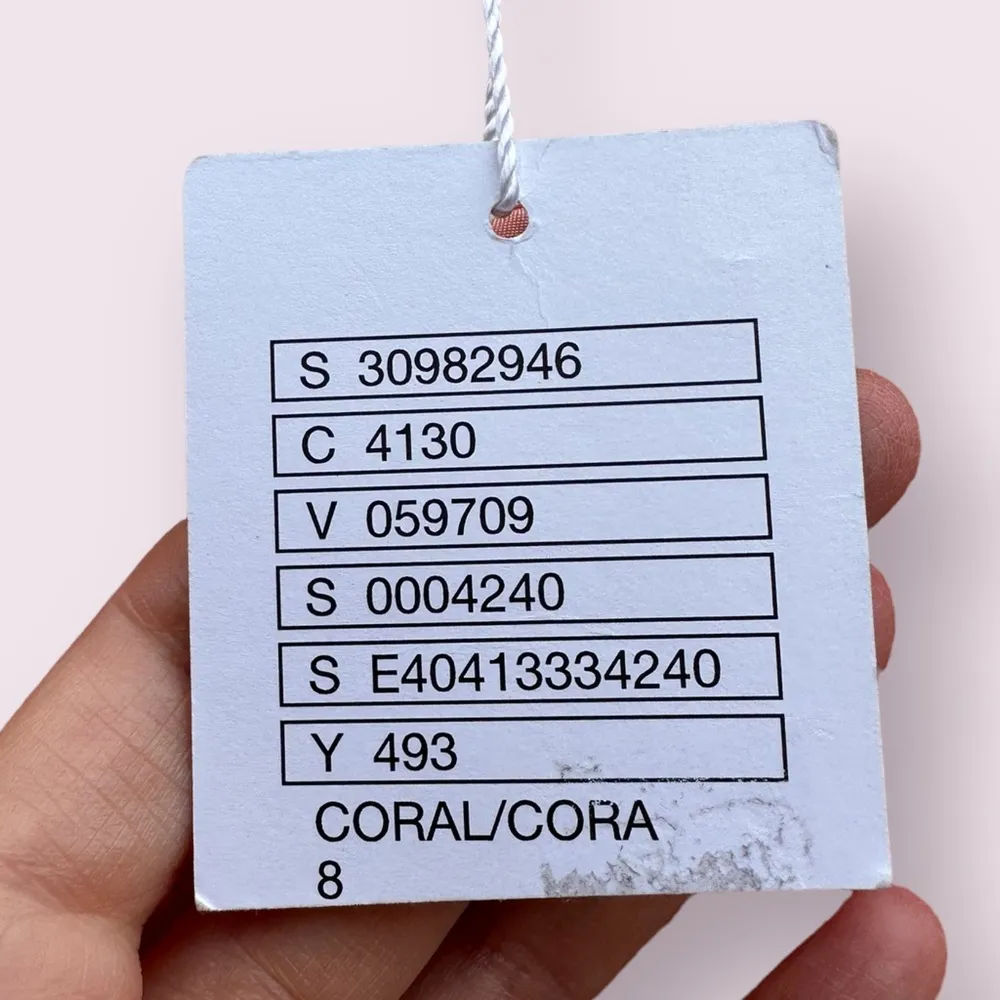 S 30982946
C 4130
V 059709
S 0004240
S E40413334240
Y 493
CORAL/CORA
8